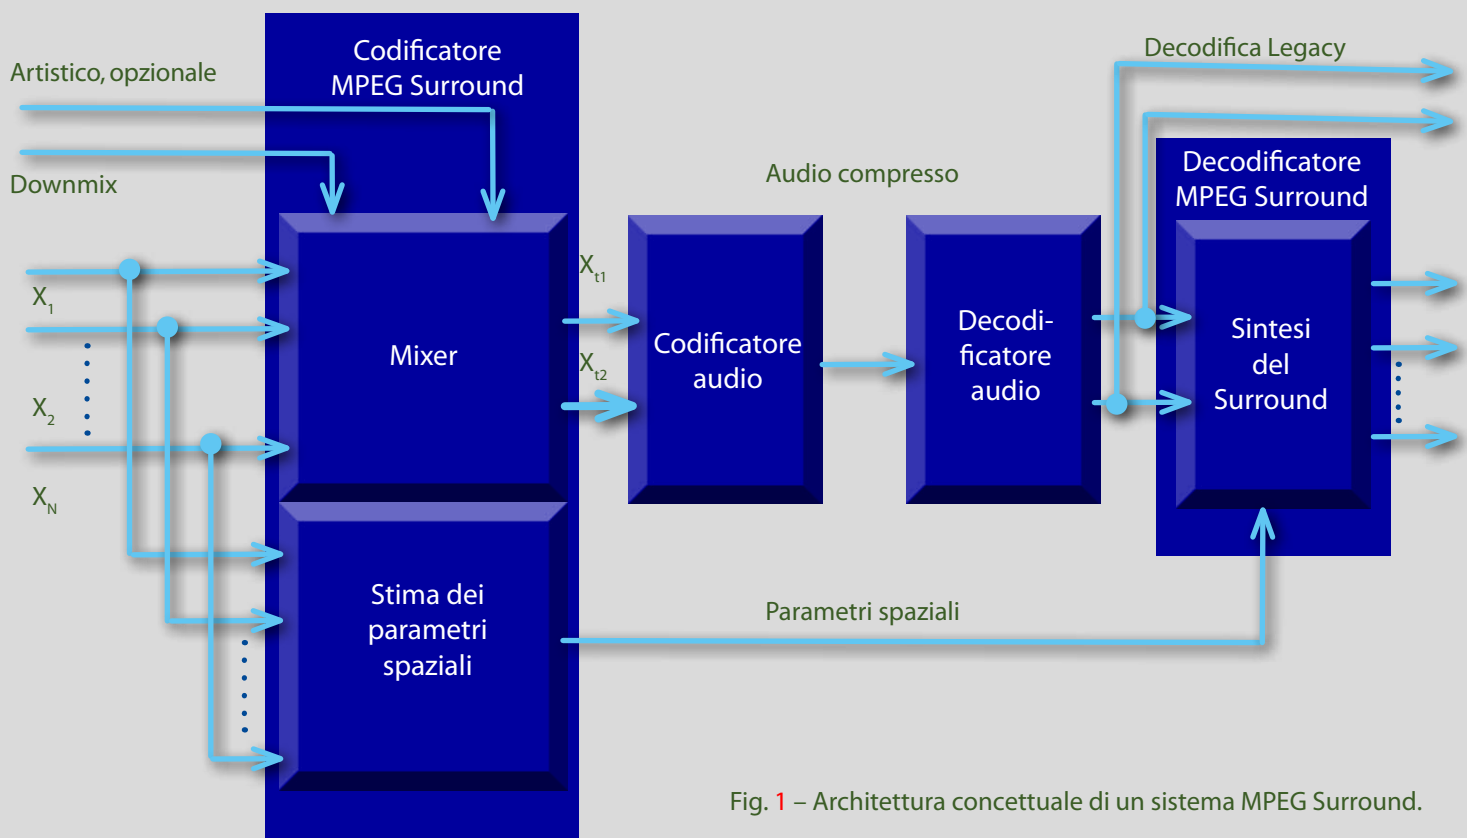 Codificatore
MPEG Surround
Artistico, opzionale
Downmix
X1
X2
XN
Mixer
Stima dei
parametri
spaziali
Xt1
Xt2
Codificatore
audio
Audio compresso
Decodi-
ficatore
audio
Decodifica Legacy
Decodificatore
MPEG Surround
Sintesi
del
Surround
Parametri spaziali
Fig. 1 – Architettura concettuale di un sistema MPEG Surround.